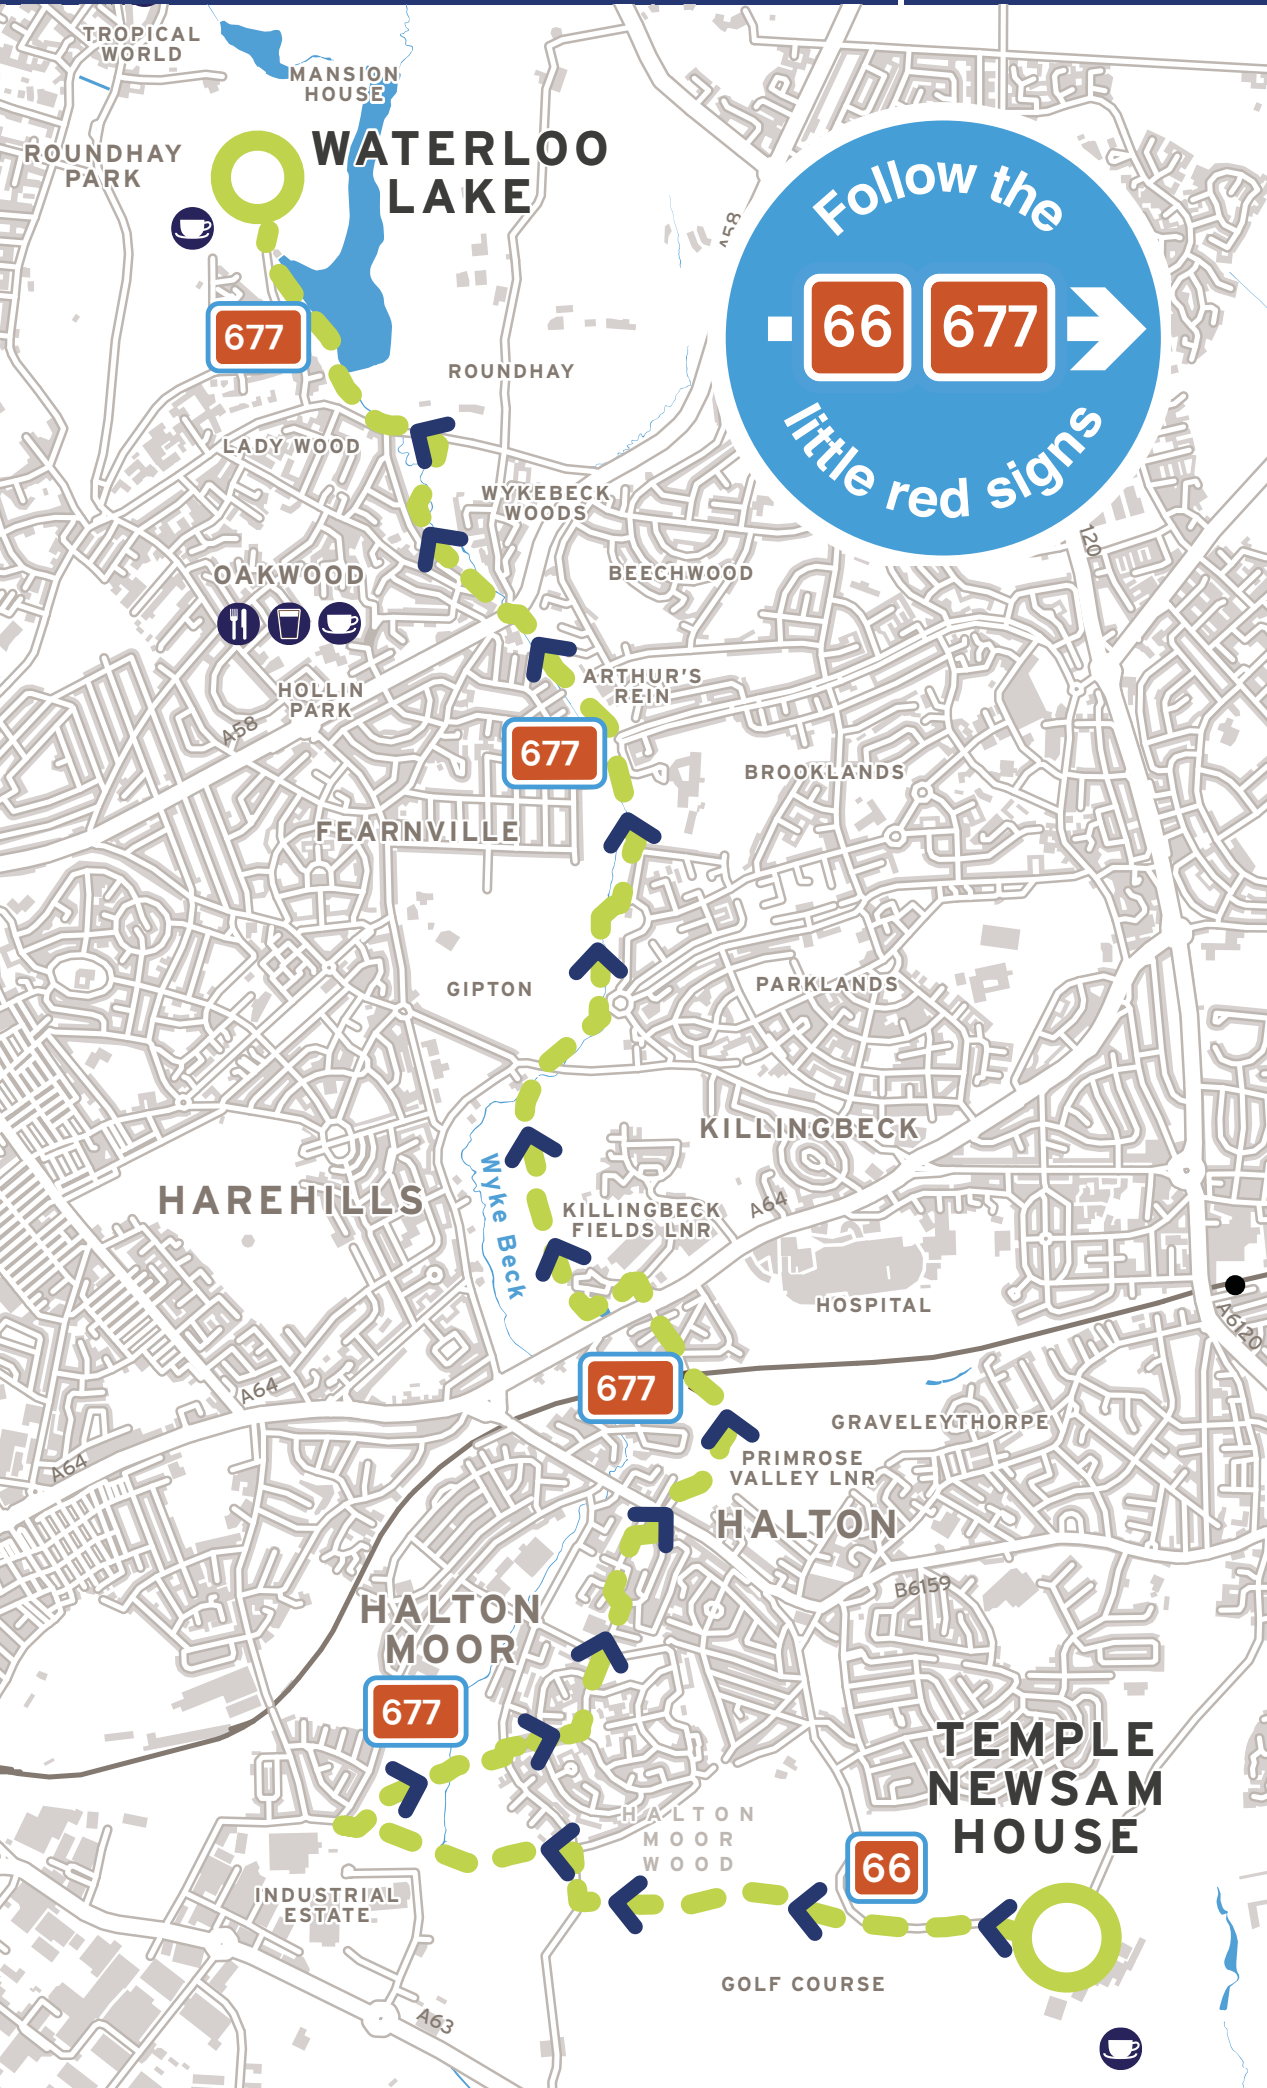 TROPICAL
WORLD
MANSION
HOUSE
ROUNDHAY
PARK
WATERLOO
LAKE
A58
Follow the
66 677
little red signs
677
ROUNDHAY
LADY WOOD
WYKEBECK
WOODS
OAKWOOD
BEECHWOOD
HOLLIN
PARK
A58
ARTHUR'S
REIN
677
BROOKLANDS
FEARNVILLE
GIPTON
PARKLANDS
KILLINGBECK
HAREHILLS
Wyke Beck
KILLINGBECK
FIELDS LNR
A64
HOSPITAL
A6120
677
A64
GRAVELEYTHORPE
A64
PRIMROSE
VALLEY LNR
HALTON
B6159
HALTON
MOOR
677
TEMPLE
NEWSAM
HOUSE
HALTON
MOOR
WOOD
66
INDUSTRIAL
ESTATE
GOLF COURSE
A63